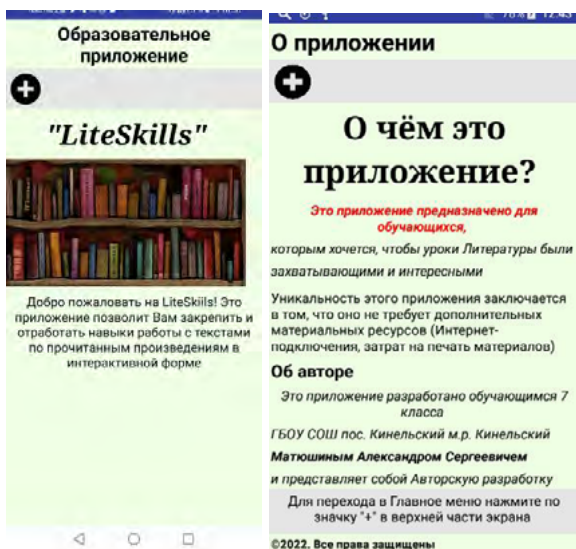 Образовательное
приложение
"LiteSkills"
Добро пожаловать на LiteSkills! Это
приложение позволит Вам закрепить и
отработать навыки работы с текстами
по прочитанным произведениям в
интерактивной форме
78% 12:43
О приложении
О чём это
приложение?
Это приложение предназначено для
обучающихся,
которым хочется, чтобы уроки Литературы были
захватывающими и интересными
Уникальность этого приложения заключается
в том, что оно не требует дополнительных
материальных ресурсов (Интернет-
подключения, затрат на печать материалов)
Об авторе
Это приложение разработано обучающимся 7
класса
ГБОУ СОШ пос. Кинельский м.р. Кинельский
Матюшиным Александром Сергеевичем
и представляет собой Авторскую разработку
Для перехода в Главное меню нажмите по
значку "+" в верхней части экрана
©2022. Все права защищены